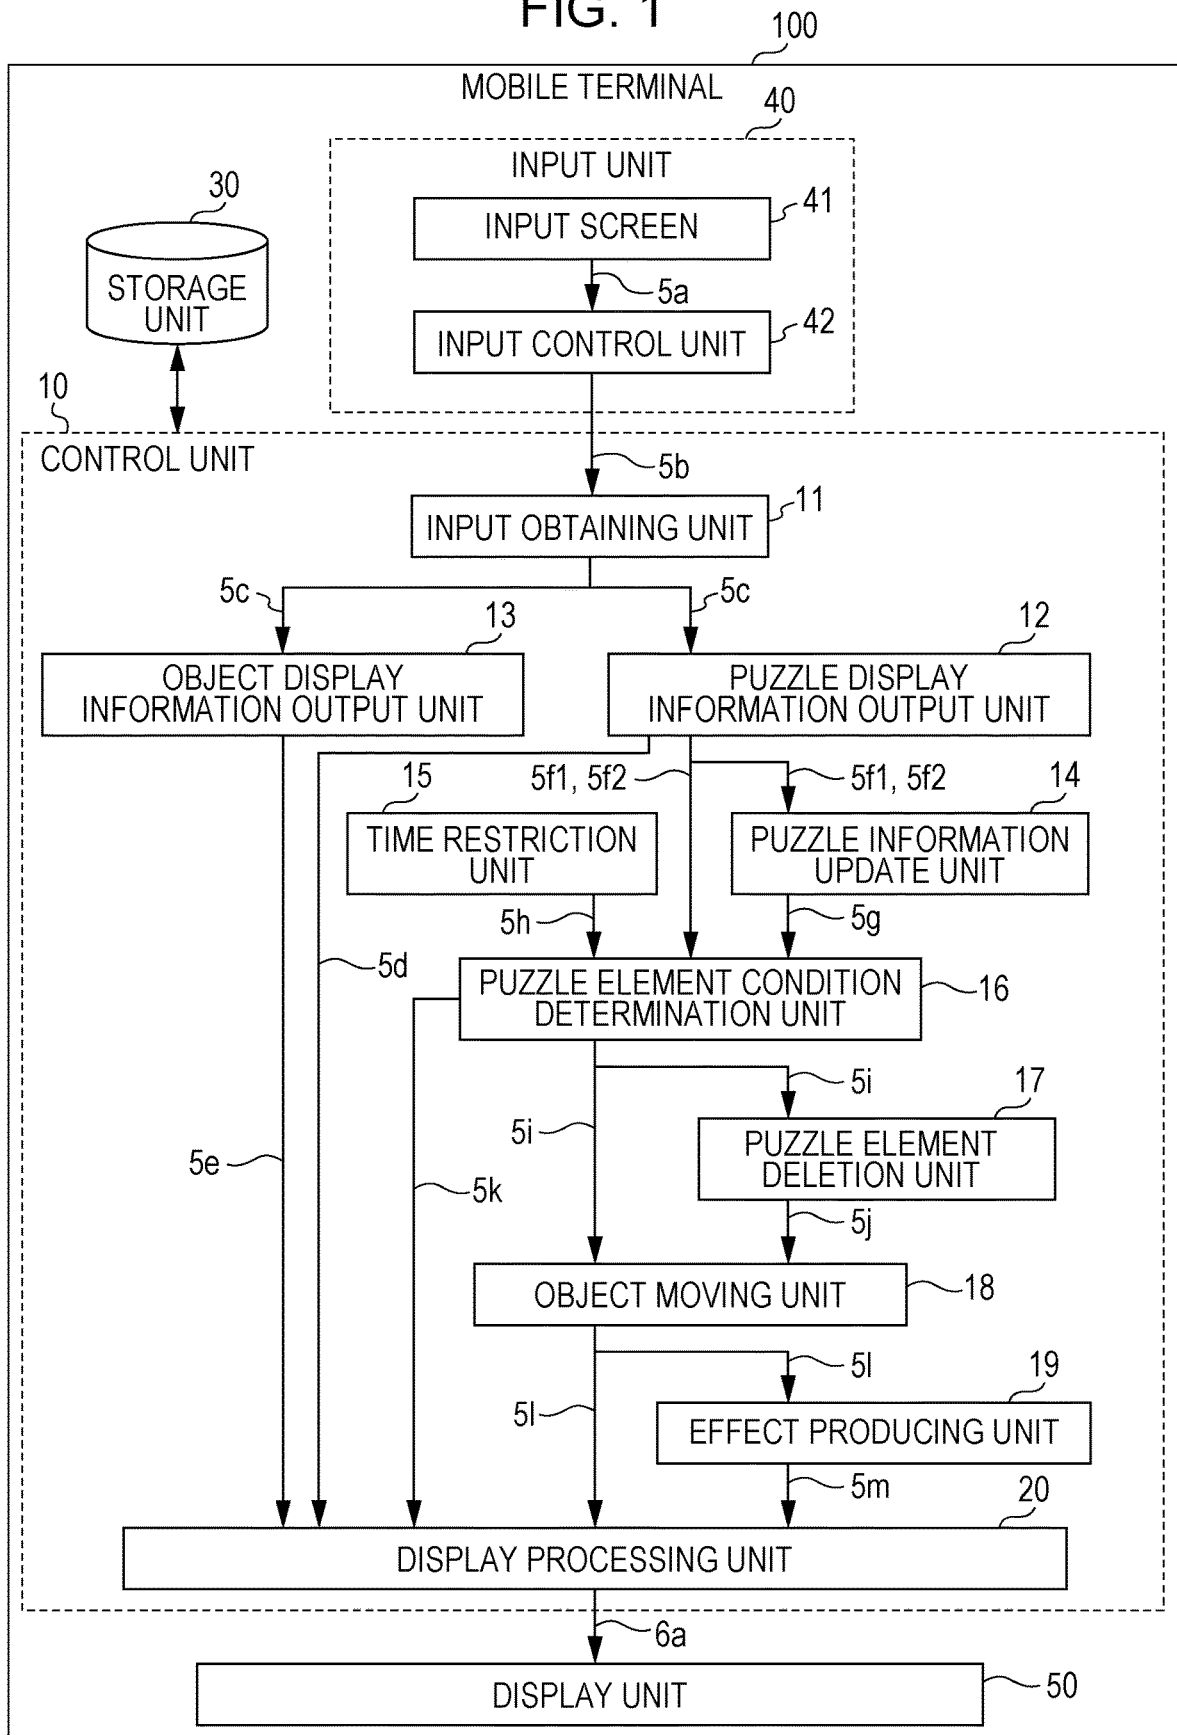 FIG. 1
100
MOBILE TERMINAL
40
INPUT UNIT
30
41
INPUT SCREEN
STORAGE
UNIT
5a
42
INPUT CONTROL UNIT
10
CONTROL UNIT
5b
11
INPUT OBTAINING UNIT
5c
5c
13
12
OBJECT DISPLAY
INFORMATION OUTPUT UNIT
PUZZLE DISPLAY
INFORMATION OUTPUT UNIT
15
5f1, 5f2
5f1, 5f2
14
TIME RESTRICTION
UNIT
PUZZLE INFORMATION
UPDATE UNIT
5h
5g
5d
PUZZLE ELEMENT CONDITION
DETERMINATION UNIT
16
5i
17
5i
PUZZLE ELEMENT
DELETION UNIT
5e
5k
5j
OBJECT MOVING UNIT
18
5l
19
5l
EFFECT PRODUCING UNIT
5m
20
DISPLAY PROCESSING UNIT
6a
DISPLAY UNIT
50